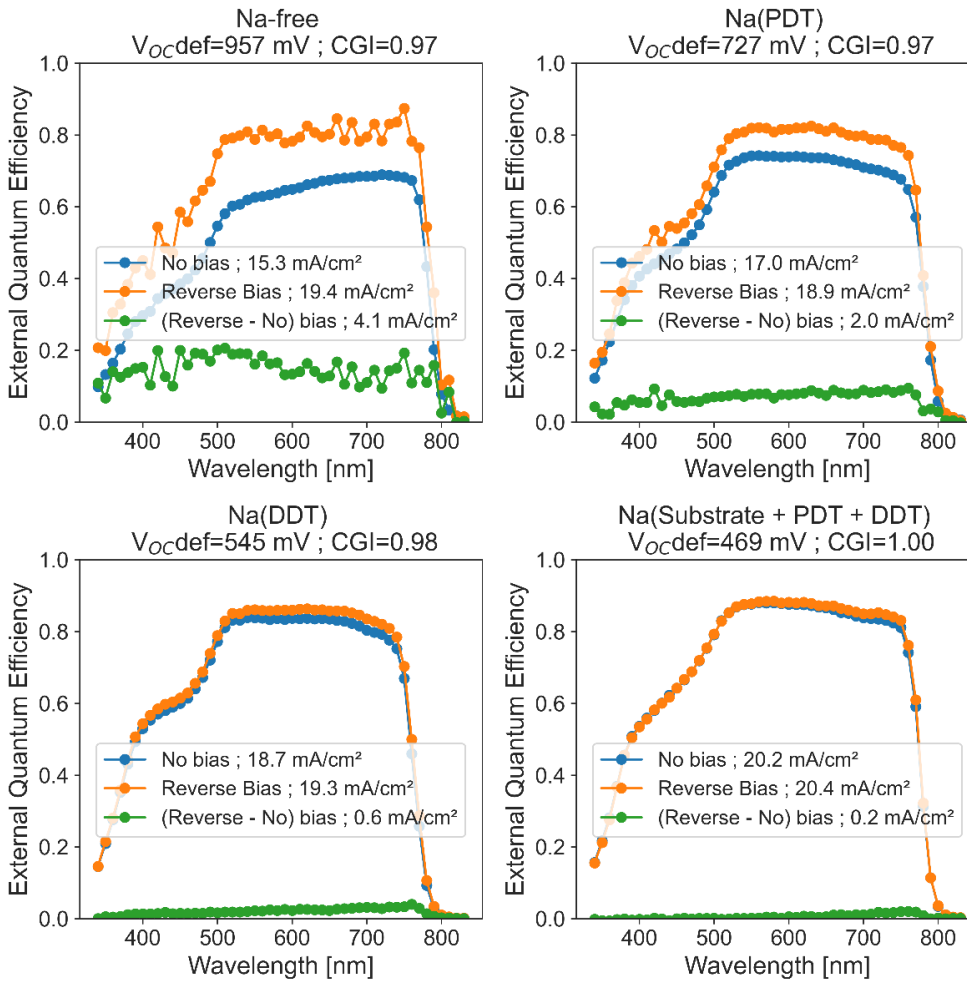 Na-free
V_OCdef=957 mV ; CGI=0.97
External Quantum Efficiency
1.0
0.8
0.6
0.4
0.2
0.0
No bias ; 15.3 mA/cm²
Reverse Bias ; 19.4 mA/cm²
(Reverse - No) bias ; 4.1 mA/cm²
400 500 600 700 800
Wavelength [nm]
Na(PDT)
V_OCdef=727 mV ; CGI=0.97
External Quantum Efficiency
1.0
0.8
0.6
0.4
0.2
0.0
No bias ; 17.0 mA/cm²
Reverse Bias ; 18.9 mA/cm²
(Reverse - No) bias ; 2.0 mA/cm²
400 500 600 700 800
Wavelength [nm]
Na(DDT)
V_OCdef=545 mV ; CGI=0.98
External Quantum Efficiency
1.0
0.8
0.6
0.4
0.2
0.0
No bias ; 18.7 mA/cm²
Reverse Bias ; 19.3 mA/cm²
(Reverse - No) bias ; 0.6 mA/cm²
400 500 600 700 800
Wavelength [nm]
Na(Substrate + PDT + DDT)
V_OCdef=469 mV ; CGI=1.00
External Quantum Efficiency
1.0
0.8
0.6
0.4
0.2
0.0
No bias ; 20.2 mA/cm²
Reverse Bias ; 20.4 mA/cm²
(Reverse - No) bias ; 0.2 mA/cm²
400 500 600 700 800
Wavelength [nm]